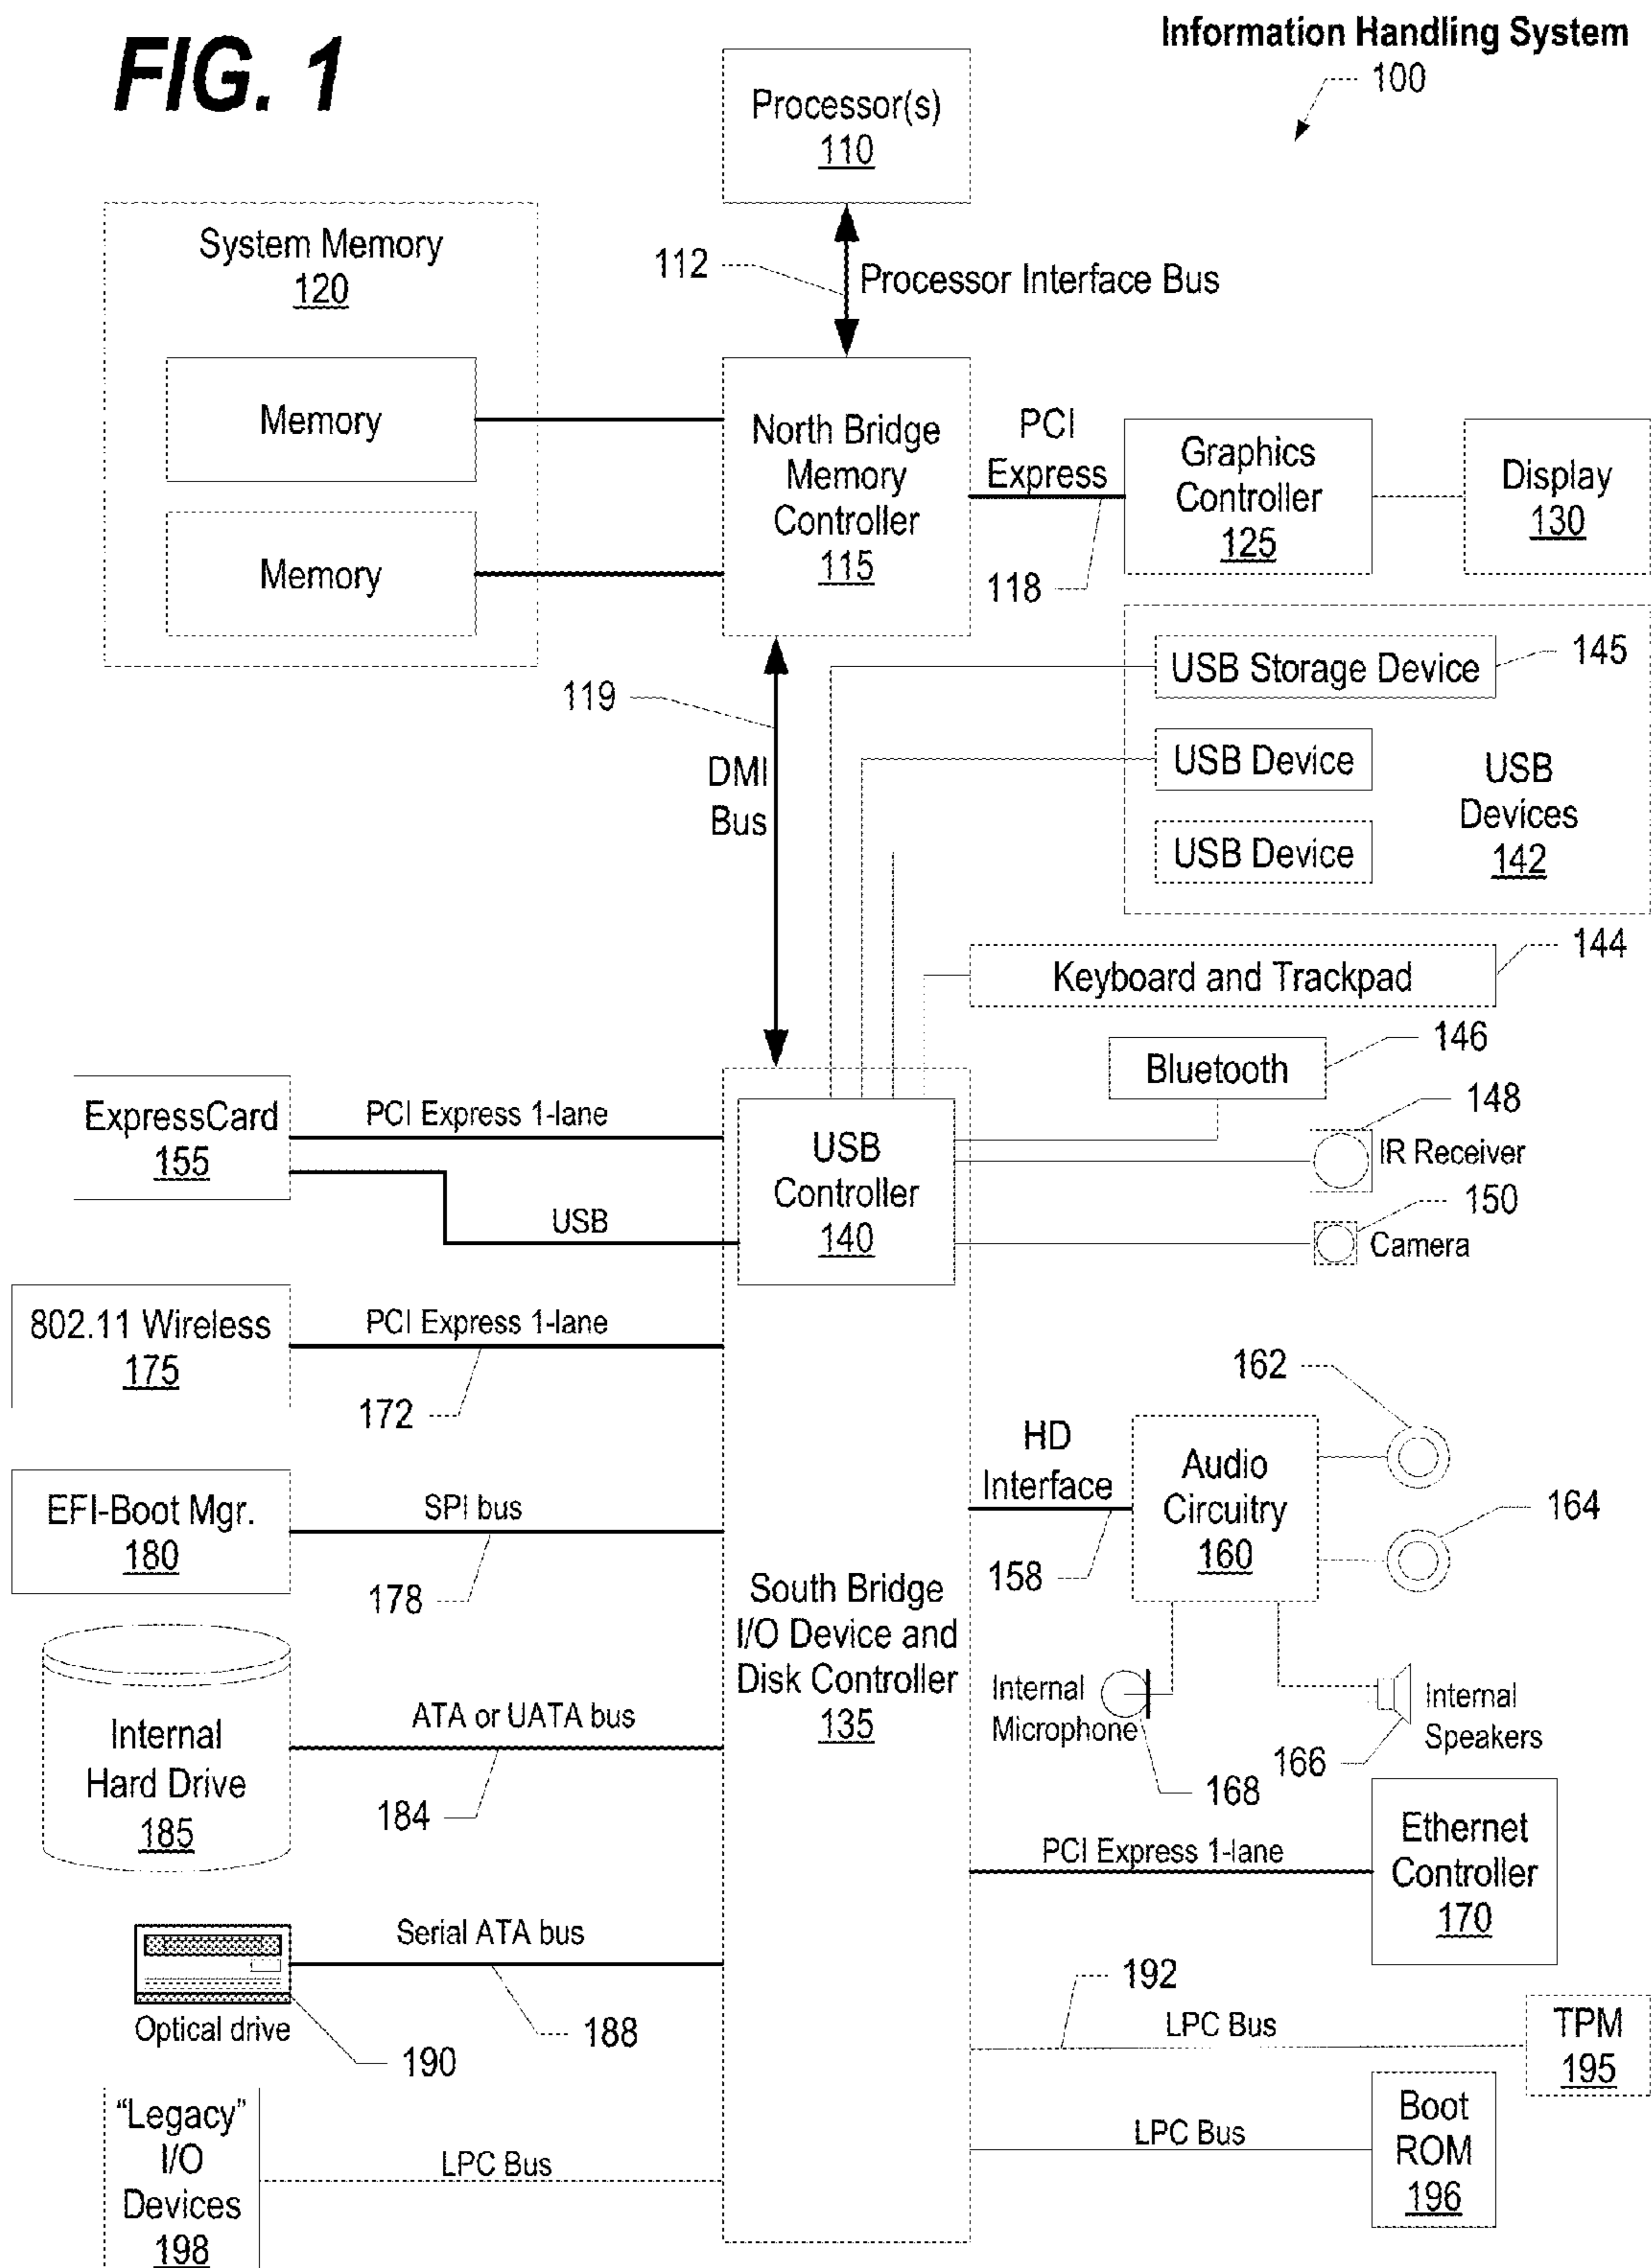 FIG. 1
Information Handling System
100
Processor(s)
110
System Memory
120
112
Processor Interface Bus
Memory
Memory
North Bridge
Memory
Controller
115
PCI
Express
118
Graphics
Controller
125
Display
130
119
DMI
Bus
USB Storage Device
145
USB Device
USB Device
USB
Devices
142
Keyboard and Trackpad
144
Bluetooth
146
148
IR Receiver
150
Camera
ExpressCard
155
PCI Express 1-lane
USB
USB
Controller
140
802.11 Wireless
175
PCI Express 1-lane
172
EFI-Boot Mgr.
180
SPI bus
178
HD
Interface
158
Audio
Circuitry
160
162
164
South Bridge
I/O Device and
Disk Controller
135
Internal
Microphone
168
Internal
Speakers
166
Internal
Hard Drive
185
ATA or UATA bus
184
PCI Express 1-lane
Ethernet
Controller
170
Optical drive
190
Serial ATA bus
188
192
LPC Bus
TPM
195
"Legacy"
I/O
Devices
198
LPC Bus
LPC Bus
Boot
ROM
196